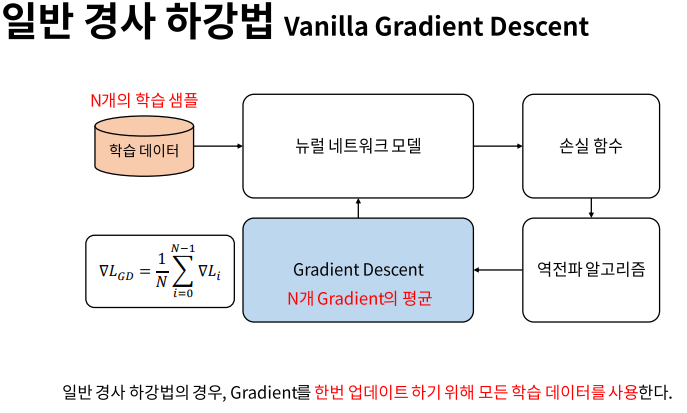 일반 경사 하강법 Vanilla Gradient Descent
N개의 학습 샘플
학습 데이터
뉴럴 네트워크 모델
손실 함수
∇L_{GD} = \frac{1}{N} \sum_{i=0}^{N-1} ∇L_i
Gradient Descent
N개 Gradient의 평균
역전파 알고리즘
일반 경사 하강법의 경우, Gradient를 한번 업데이트 하기 위해 모든 학습 데이터를 사용한다.